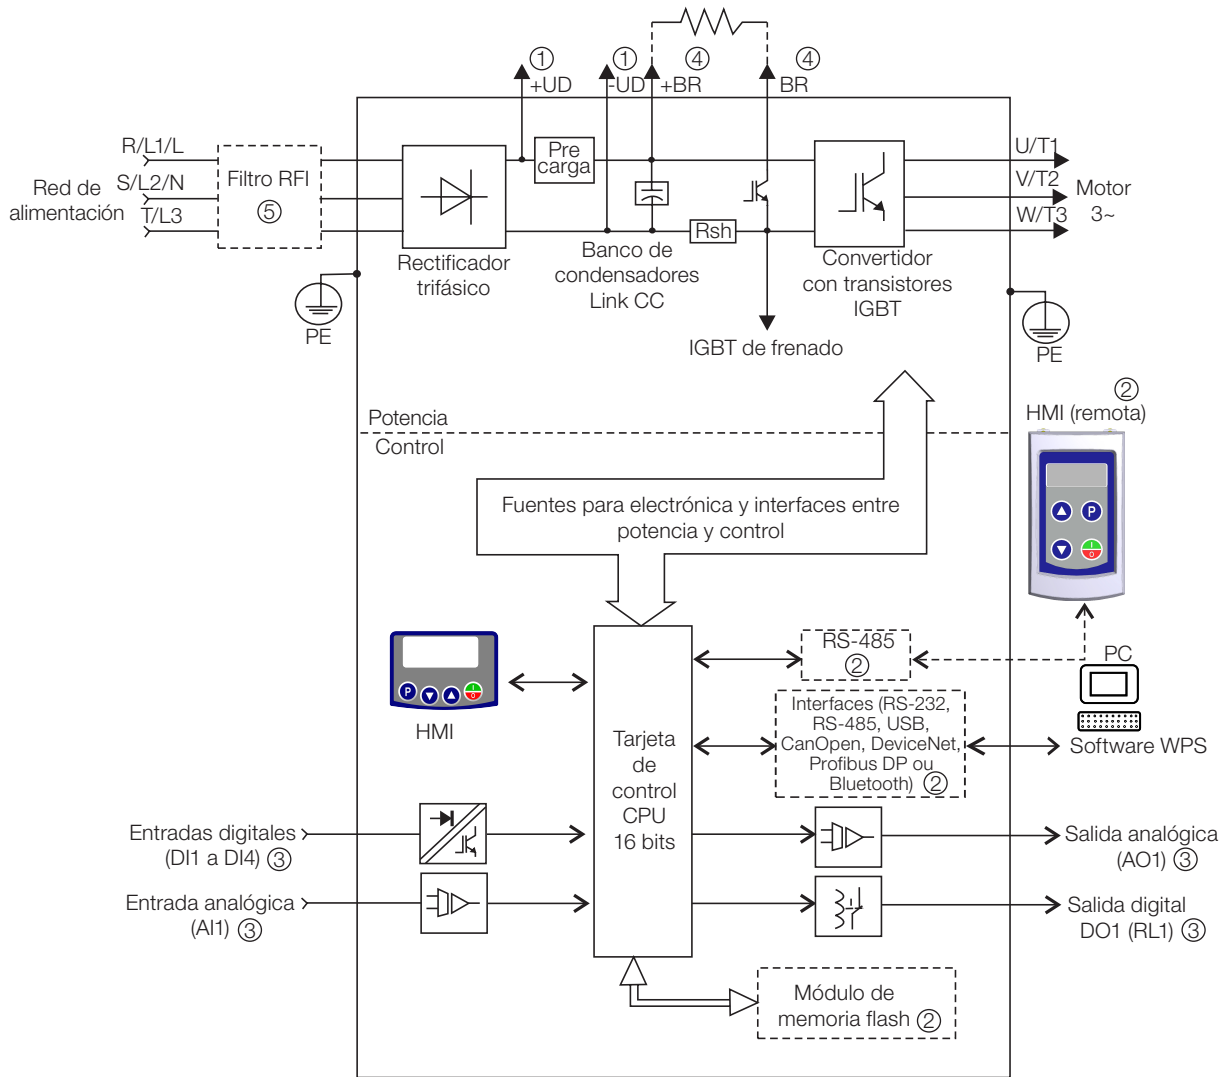 ① ① ④ ④
+UD -UD +BR BR
R/L1/L
S/L2/N
T/L3
Red de
alimentación
Filtro RFI
⑤
Pre
carga
Rsh
U/T1
V/T2
W/T3
Motor
3~
Rectificador
trifásico
Banco de
condensadores
Link CC
Convertidor
con transistores
IGBT
PE
PE
IGBT de frenado
Potencia
Control
②
HMI (remota)
P
I
0
Fuentes para electrónica y interfaces entre
potencia y control
P
I
0
HMI
Tarjeta
de
control
CPU
16 bits
RS-485
②
PC
Interfaces (RS-232,
RS-485, USB,
CanOpen, DeviceNet,
Profibus DP ou
Bluetooth) ②
Software WPS
Entradas digitales
(DI1 a DI4) ③
Salida analógica
(AO1) ③
Entrada analógica
(AI1) ③
Salida digital
DO1 (RL1) ③
Módulo de
memoria flash ②